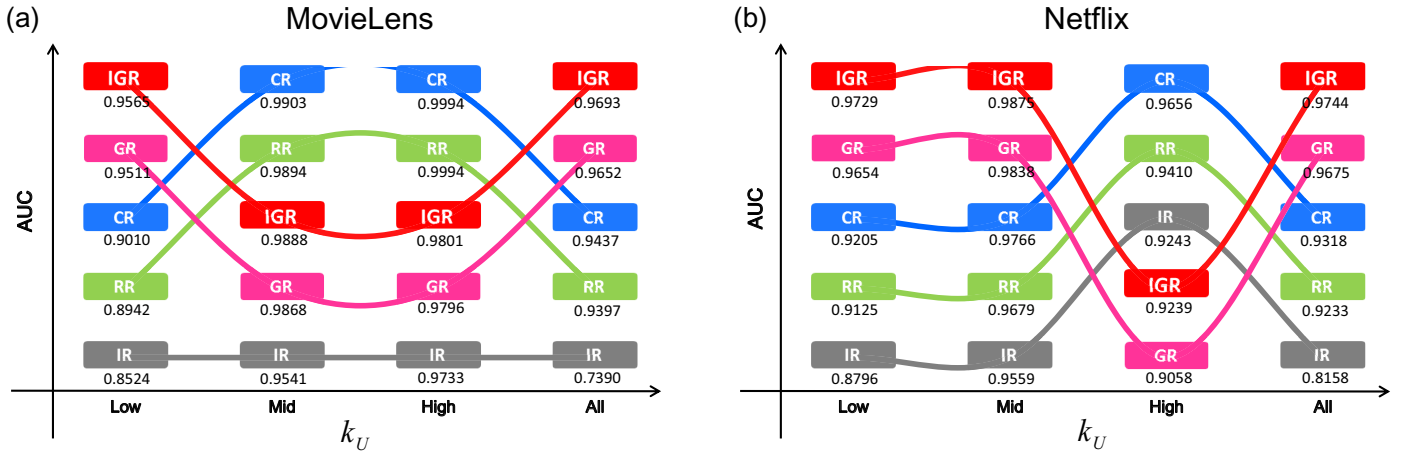 (a) MovieLens
AUC
IGR CR CR IGR
0.9565 0.9903 0.9994 0.9693
GR RR RR GR
0.9511 0.9894 0.9994 0.9652
CR IGR IGR CR
0.9010 0.9888 0.9801 0.9437
RR GR GR RR
0.8942 0.9868 0.9796 0.9397
IR IR IR IR
0.8524 0.9541 0.9733 0.7390
Low Mid High All
k_U
(b) Netflix
AUC
IGR IGR CR IGR
0.9729 0.9875 0.9656 0.9744
GR GR RR GR
0.9654 0.9838 0.9410 0.9675
CR CR IR CR
0.9205 0.9766 0.9243 0.9318
RR RR IGR RR
0.9125 0.9679 0.9239 0.9233
IR IR GR IR
0.8796 0.9559 0.9058 0.8158
Low Mid High All
k_U